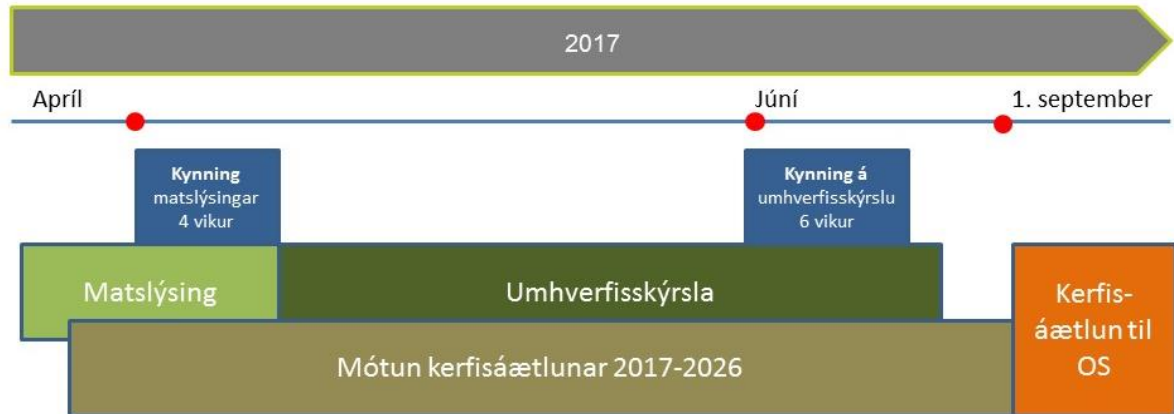 2017
Apríl
Júní
1. september
Kynning
matslýsingar
4 vikur
Kynning á
umhverfisskýrslu
6 vikur
Matslýsing
Umhverfisskýrsla
Kerfis-
áætlun til
OS
Mótun kerfisáætlunar 2017-2026